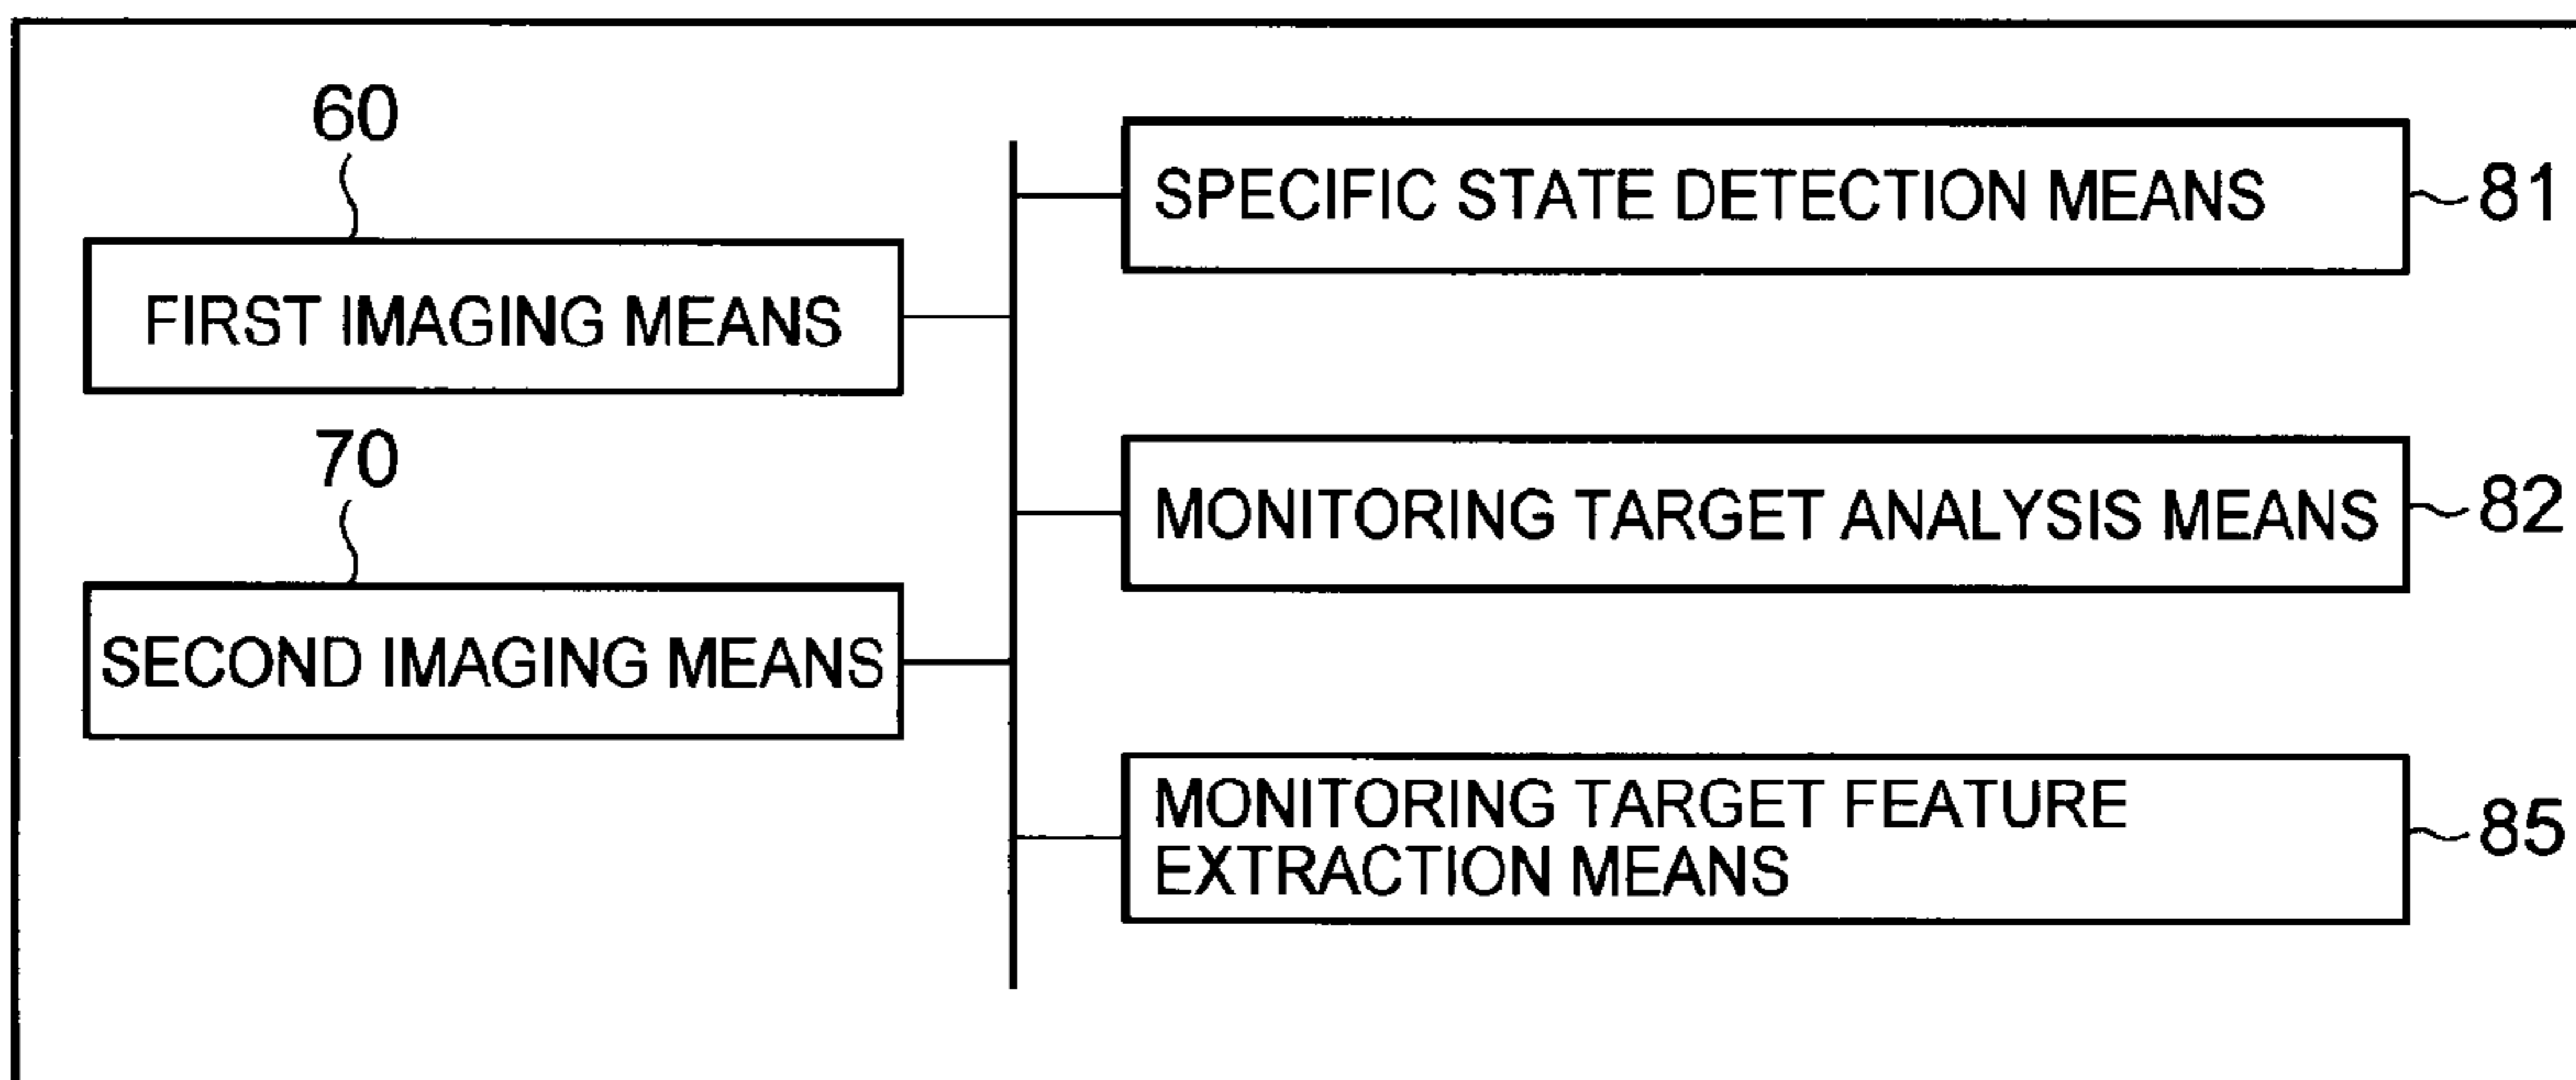 60
FIRST IMAGING MEANS
70
SECOND IMAGING MEANS
SPECIFIC STATE DETECTION MEANS
81
MONITORING TARGET ANALYSIS MEANS
82
MONITORING TARGET FEATURE
EXTRACTION MEANS
85